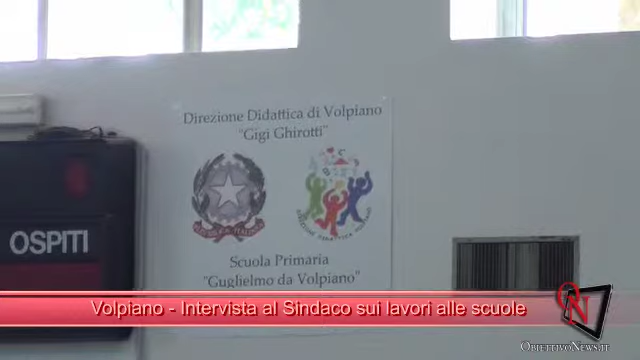 Direzione Didattica di Volpiano
"Gigi Ghirotti"
Scuola Primaria
"Guglielmo da Volpiano"
OSPITI
Volpiano - Intervista al Sindaco sui lavori alle scuole
ON
ObiettivoNews.it